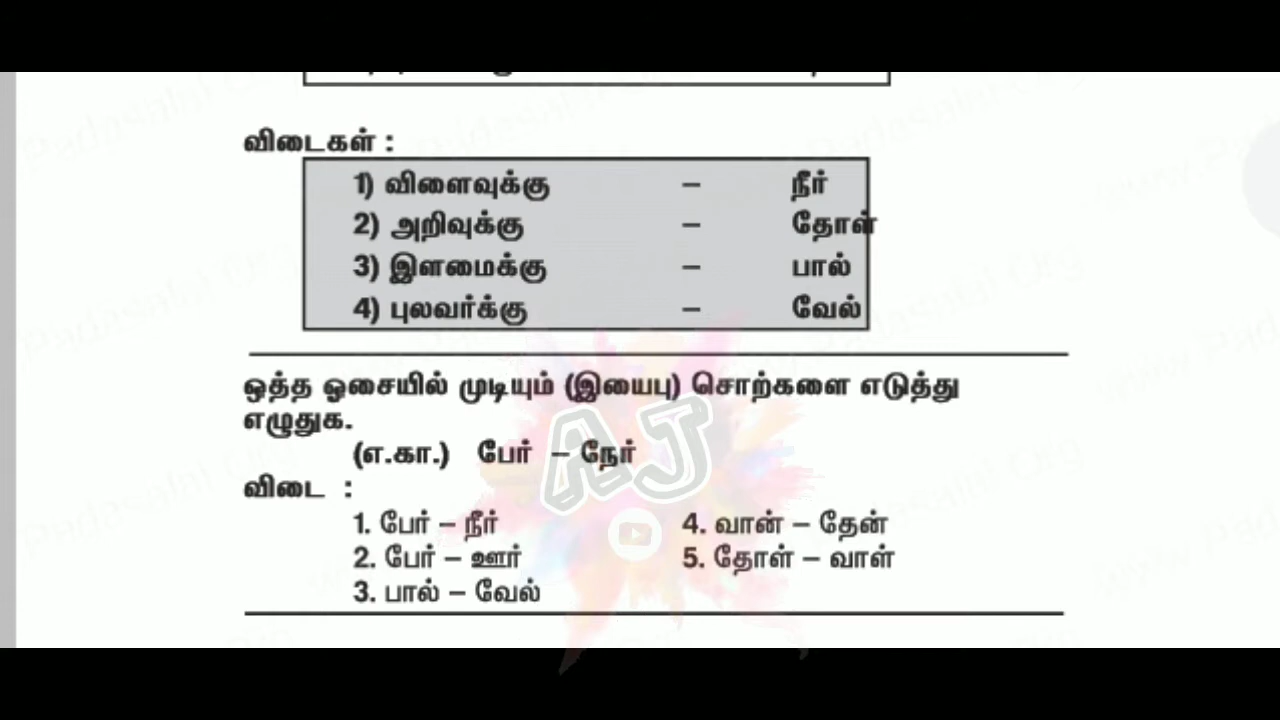 விடைகள் :
1) விளைவுக்கு – நீர்
2) அறிவுக்கு – தோள்
3) இளமைக்கு – பால்
4) புலவர்க்கு – வேல்
ஒத்த ஓசையில் முடியும் (இயைபு) சொற்களை எடுத்து
எழுதுக.
(எ.கா.) பேர் – நேர்
AJ
விடை :
1. பேர் – நீர் 4. வான் – தேன்
2. பேர் – ஊர் 5. தோள் – வாள்
3. பால் – வேல்